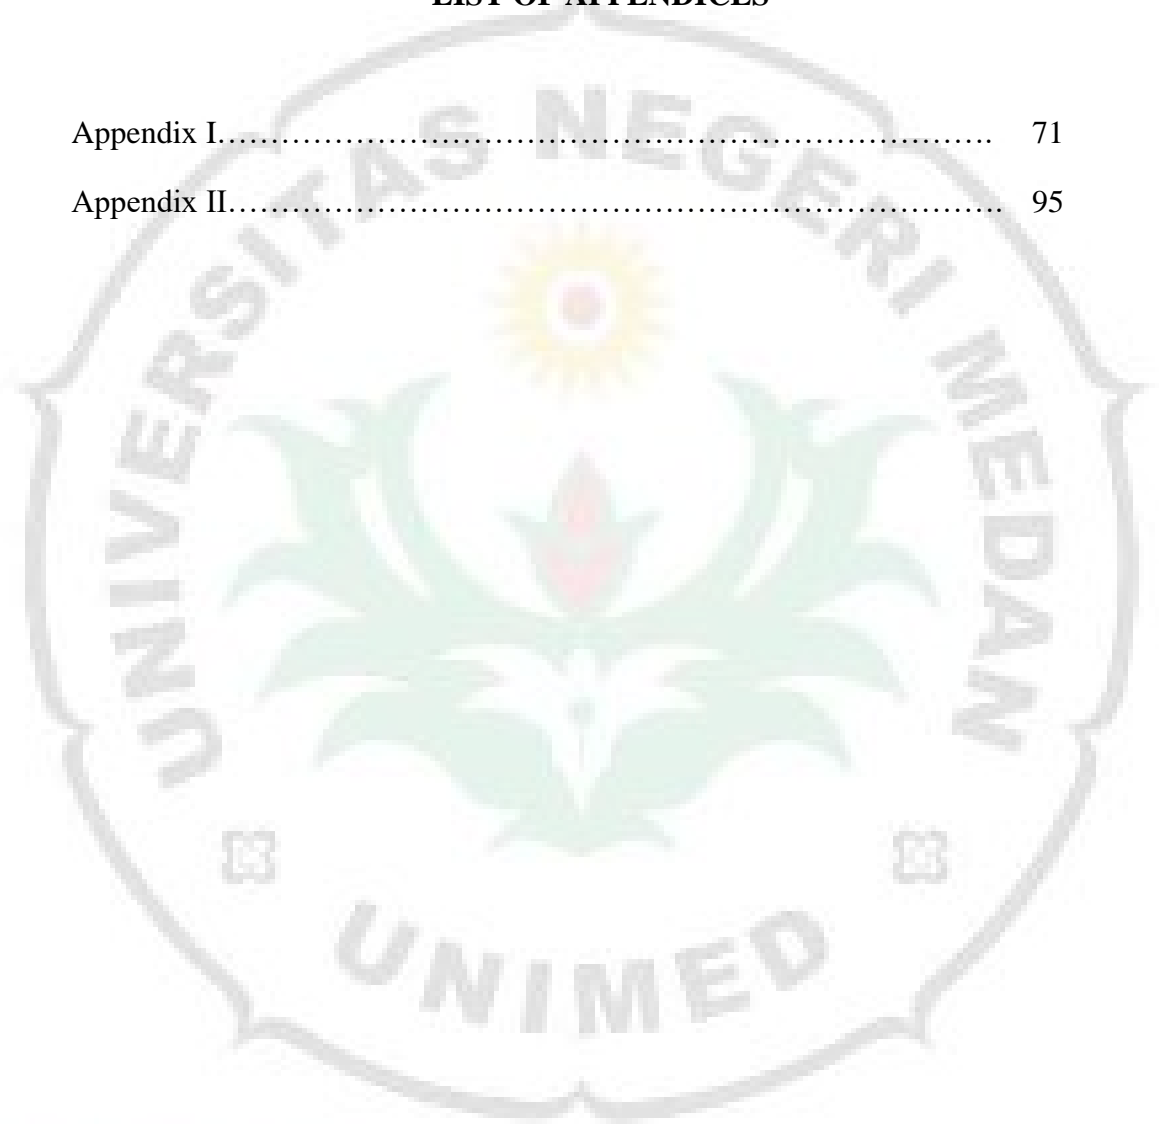 LIST OF APPENDICES
Appendix I…………………………………………………………………… 71
Appendix II…………………………………………………………………… 95
UNIVERSITAS NEGERI MEDAN
UNIMED